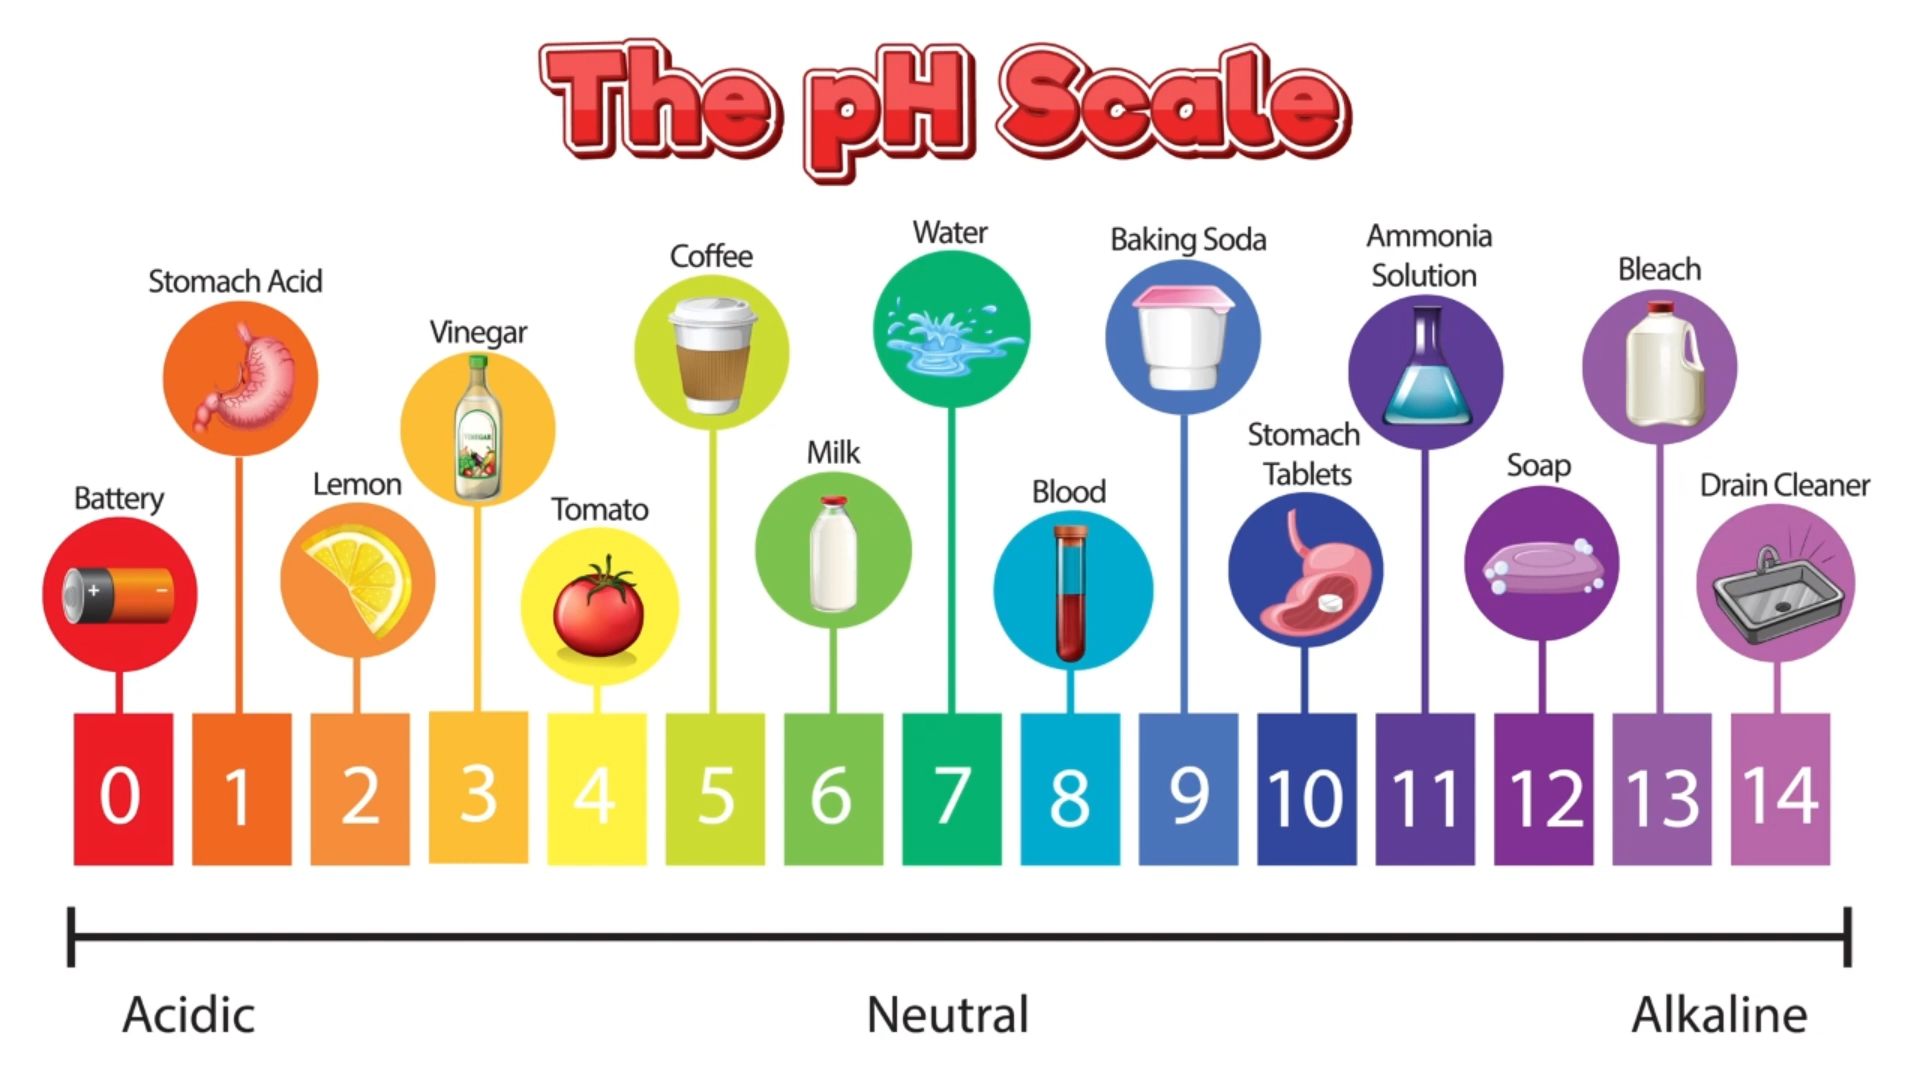 The pH Scale
Battery
Stomach Acid
Lemon
Vinegar
VINEGAR
Tomato
Coffee
Milk
Water
Blood
Baking Soda
Stomach
Tablets
Ammonia
Solution
Soap
Bleach
Drain Cleaner
+ −
0 1 2 3 4 5 6 7 8 9 10 11 12 13 14
Acidic Neutral Alkaline